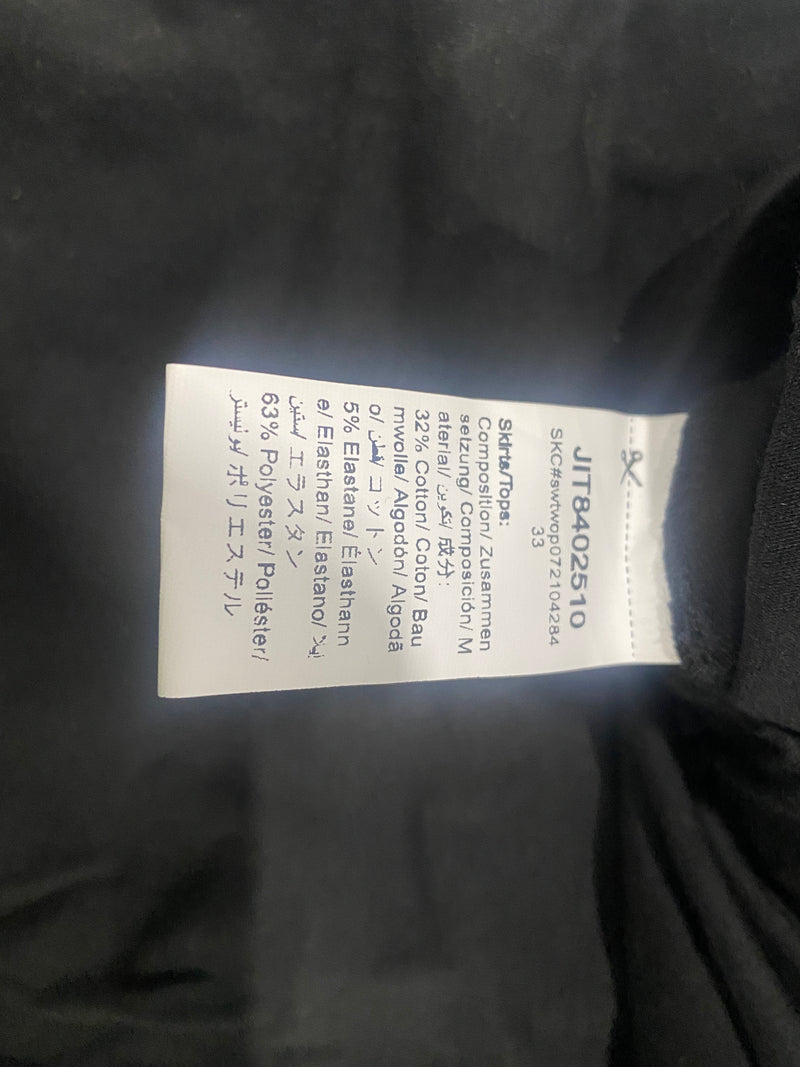 JIT8402510
SKC#swtwop072104284
33
Skirts/Tops:
Composition/ Zusammen
setzung/ Composición/ M
aterial/ تكوين/ 成分:
32% Cotton/ Coton/ Bau
mwolle/ Algodón/ Algodã
o/ قطن/ コットン
5% Elastane/ Élasthann
e/ Elasthan/ Elastano/ إيلا
ستين/ エラスタン
63% Polyester/ Poliéster/
بوليستر/ ポリエステル